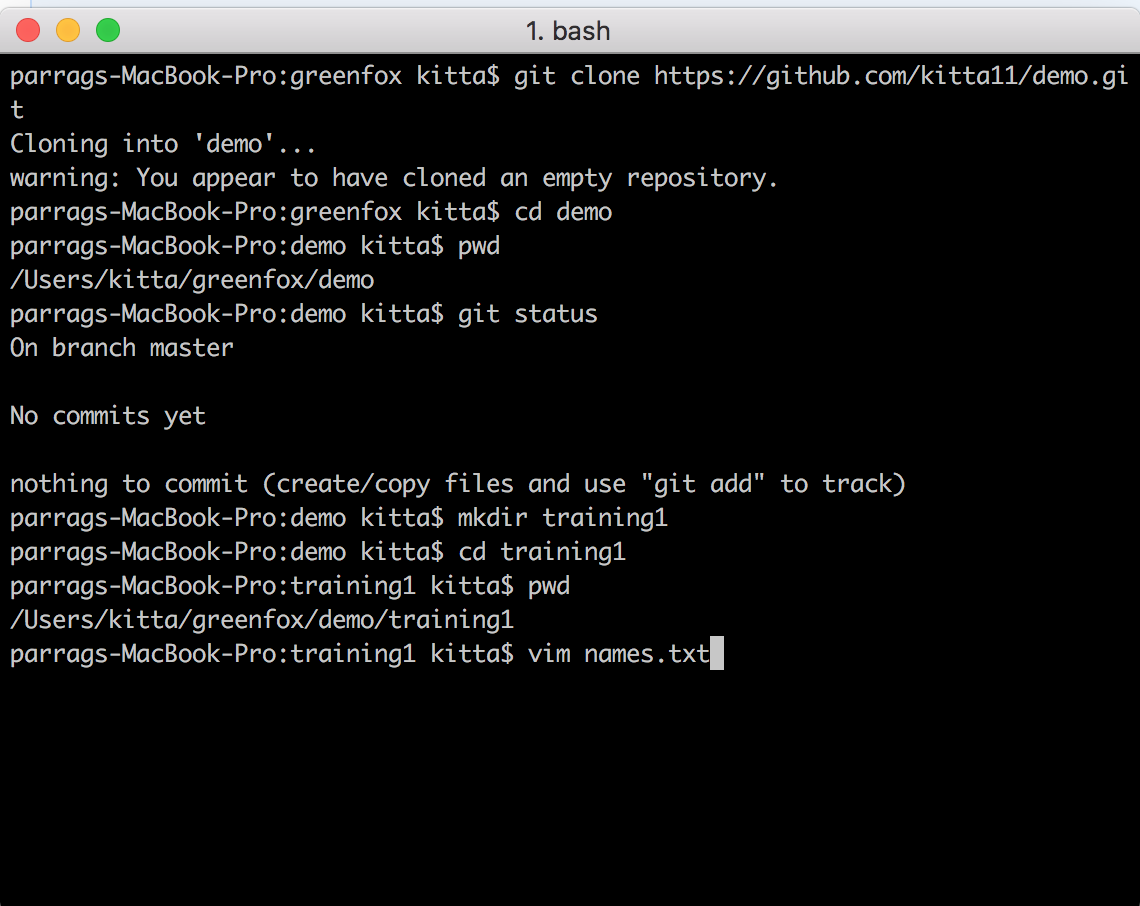 1. bash
parrags-MacBook-Pro:greenfox kitta$ git clone https://github.com/kitta11/demo.gi
t
Cloning into 'demo'...
warning: You appear to have cloned an empty repository.
parrags-MacBook-Pro:greenfox kitta$ cd demo
parrags-MacBook-Pro:demo kitta$ pwd
/Users/kitta/greenfox/demo
parrags-MacBook-Pro:demo kitta$ git status
On branch master
No commits yet
nothing to commit (create/copy files and use "git add" to track)
parrags-MacBook-Pro:demo kitta$ mkdir training1
parrags-MacBook-Pro:demo kitta$ cd training1
parrags-MacBook-Pro:training1 kitta$ pwd
/Users/kitta/greenfox/demo/training1
parrags-MacBook-Pro:training1 kitta$ vim names.txt